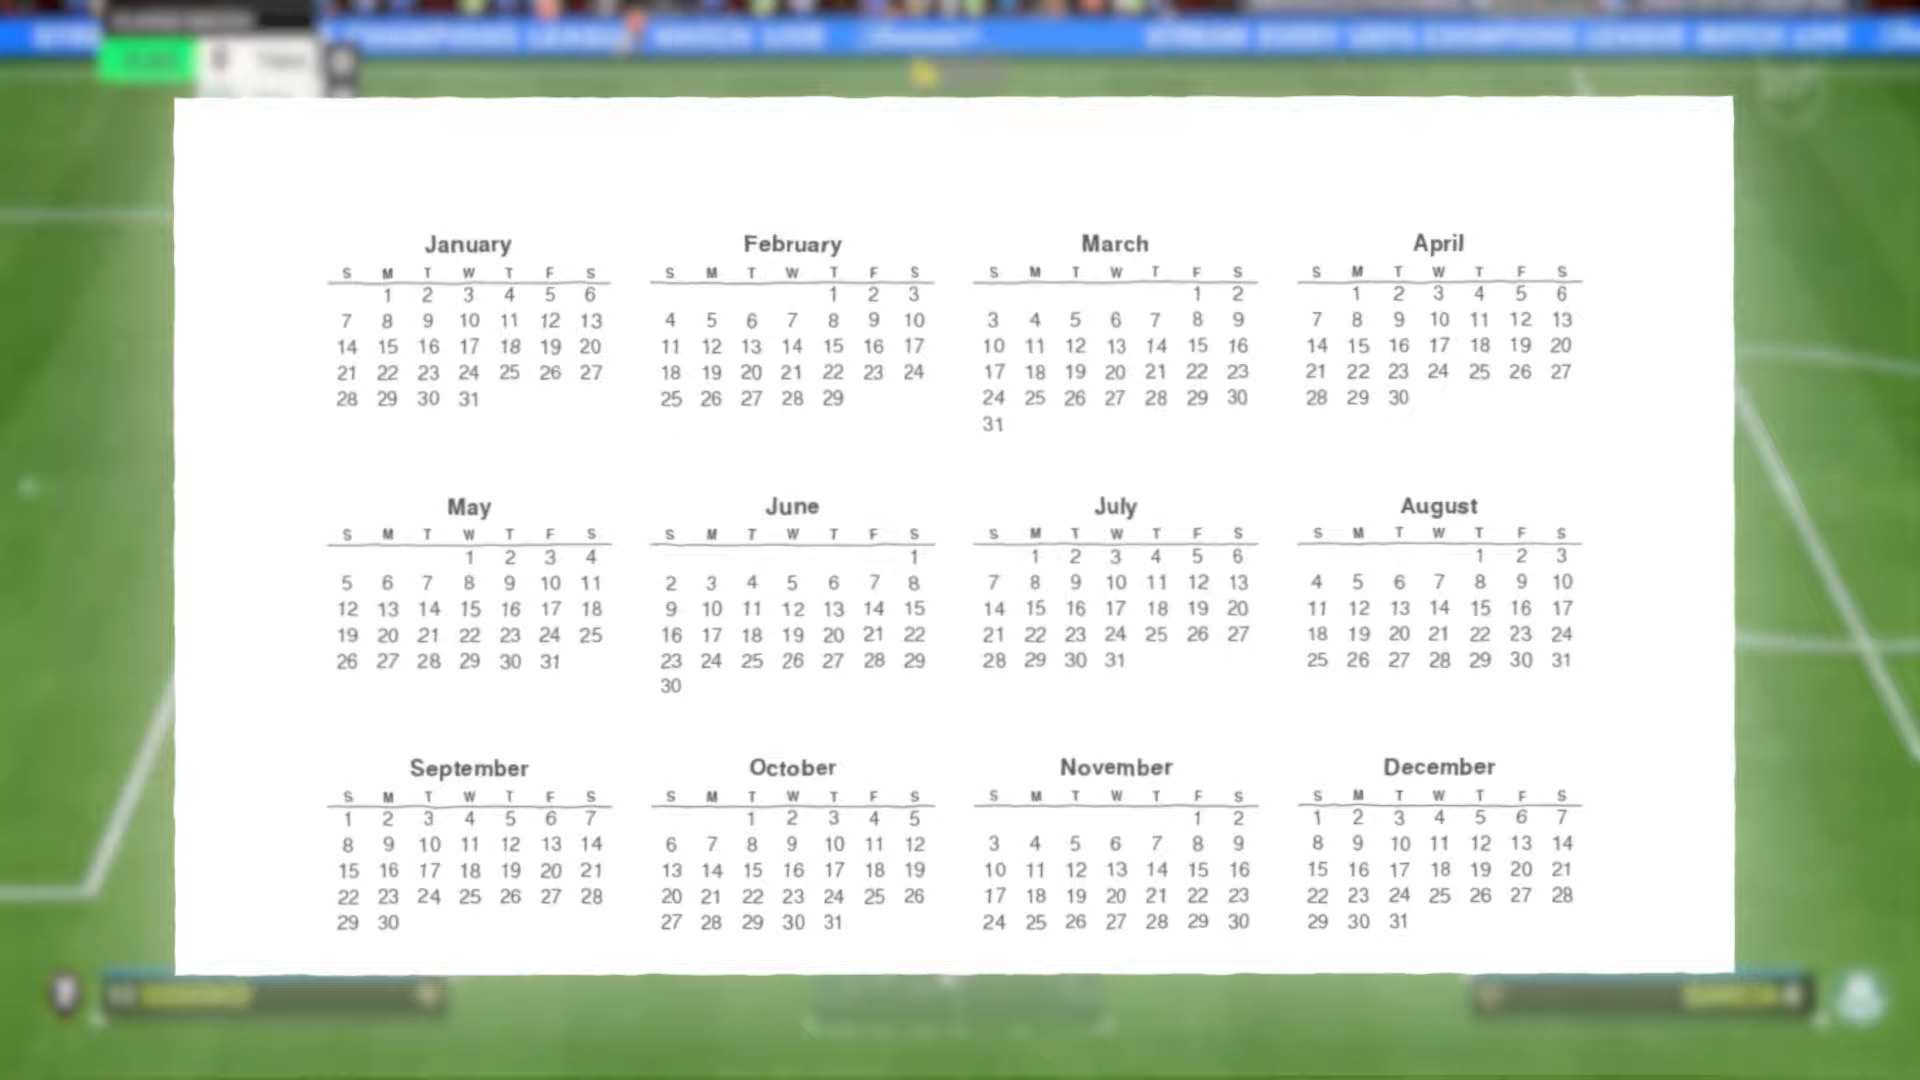 STREAM EVERY UEFA CHAMPIONS LEAGUE MATCH LIVE
January February March April
S M T W T F S S M T W T F S S M T W T F S S M T W T F S
1 2 3 4 5 6 1 2 3 1 2 1 2 3 4 5 6
7 8 9 10 11 12 13 4 5 6 7 8 9 10 3 4 5 6 7 8 9 7 8 9 10 11 12 13
14 15 16 17 18 19 20 11 12 13 14 15 16 17 10 11 12 13 14 15 16 14 15 16 17 18 19 20
21 22 23 24 25 26 27 18 19 20 21 22 23 24 17 18 19 20 21 22 23 21 22 23 24 25 26 27
28 29 30 31 25 26 27 28 29 24 25 26 27 28 29 30 28 29 30
31
May June July August
S M T W T F S S M T W T F S S M T W T F S S M T W T F S
1 2 3 4 1 1 2 3 4 5 6 1 2 3
5 6 7 8 9 10 11 2 3 4 5 6 7 8 7 8 9 10 11 12 13 4 5 6 7 8 9 10
12 13 14 15 16 17 18 9 10 11 12 13 14 15 14 15 16 17 18 19 20 11 12 13 14 15 16 17
19 20 21 22 23 24 25 16 17 18 19 20 21 22 21 22 23 24 25 26 27 18 19 20 21 22 23 24
26 27 28 29 30 31 23 24 25 26 27 28 29 28 29 30 31 25 26 27 28 29 30 31
30
September October November December
S M T W T F S S M T W T F S S M T W T F S S M T W T F S
1 2 3 4 5 6 7 1 2 3 4 5 1 2 1 2 3 4 5 6 7
8 9 10 11 12 13 14 6 7 8 9 10 11 12 3 4 5 6 7 8 9 8 9 10 11 12 13 14
15 16 17 18 19 20 21 13 14 15 16 17 18 19 10 11 12 13 14 15 16 15 16 17 18 19 20 21
22 23 24 25 26 27 28 20 21 22 23 24 25 26 17 18 19 20 21 22 23 22 23 24 25 26 27 28
29 30 27 28 29 30 31 24 25 26 27 28 29 30 29 30 31